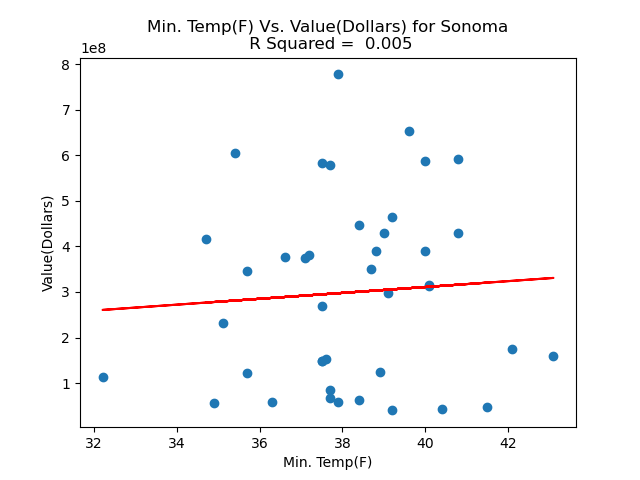 Min. Temp(F) Vs. Value(Dollars) for Sonoma
R Squared =  0.005
1e8
8
7
6
5
4
3
2
1
Value(Dollars)
32 34 36 38 40 42
Min. Temp(F)